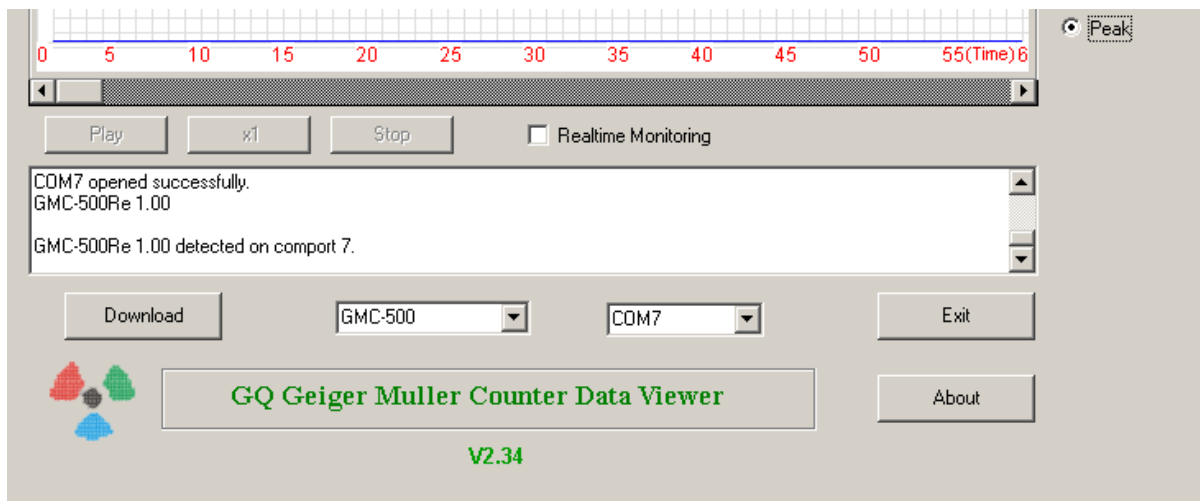 Peak
0 5 10 15 20 25 30 35 40 45 50 55(Time)6
Play x1 Stop Realtime Monitoring
COM7 opened successfully.
GMC-500Re 1.00
GMC-500Re 1.00 detected on comport 7.
Download GMC-500 COM7 Exit
GQ Geiger Muller Counter Data Viewer
About
V2.34